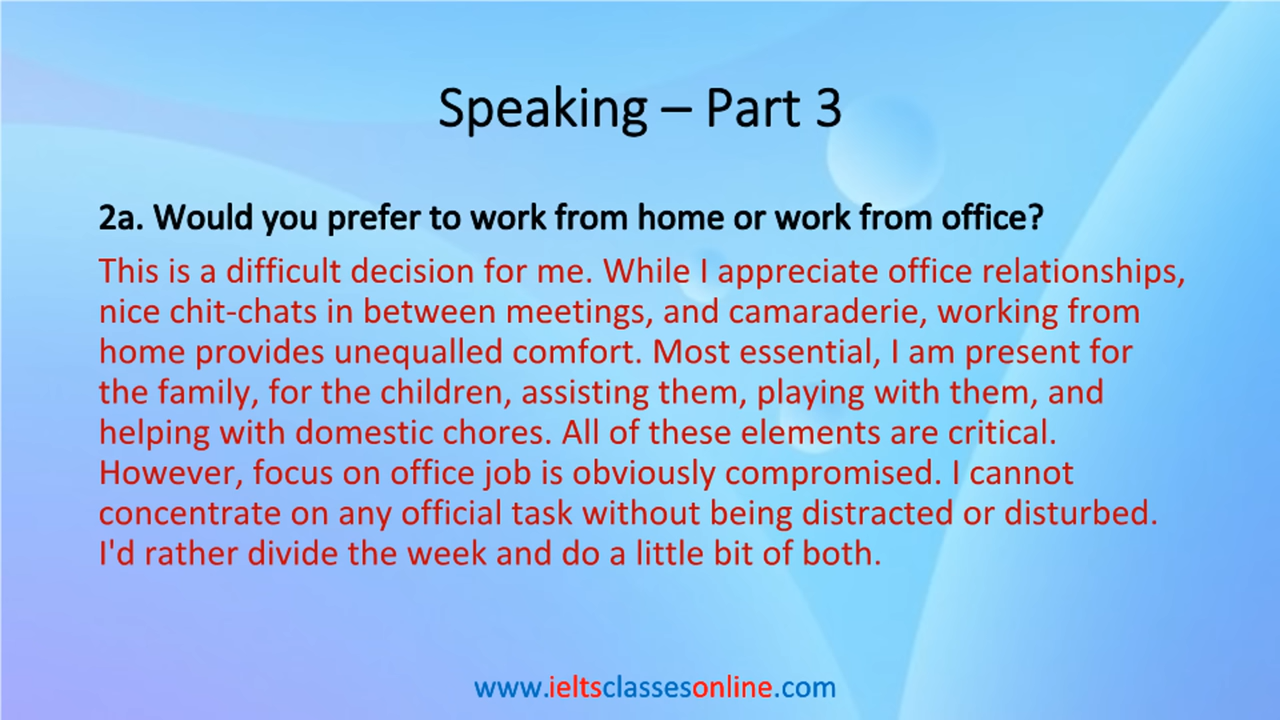 Speaking – Part 3
2a. Would you prefer to work from home or work from office?
This is a difficult decision for me. While I appreciate office relationships,
nice chit-chats in between meetings, and camaraderie, working from
home provides unequalled comfort. Most essential, I am present for
the family, for the children, assisting them, playing with them, and
helping with domestic chores. All of these elements are critical.
However, focus on office job is obviously compromised. I cannot
concentrate on any official task without being distracted or disturbed.
I'd rather divide the week and do a little bit of both.
www.ieltsclassesonline.com